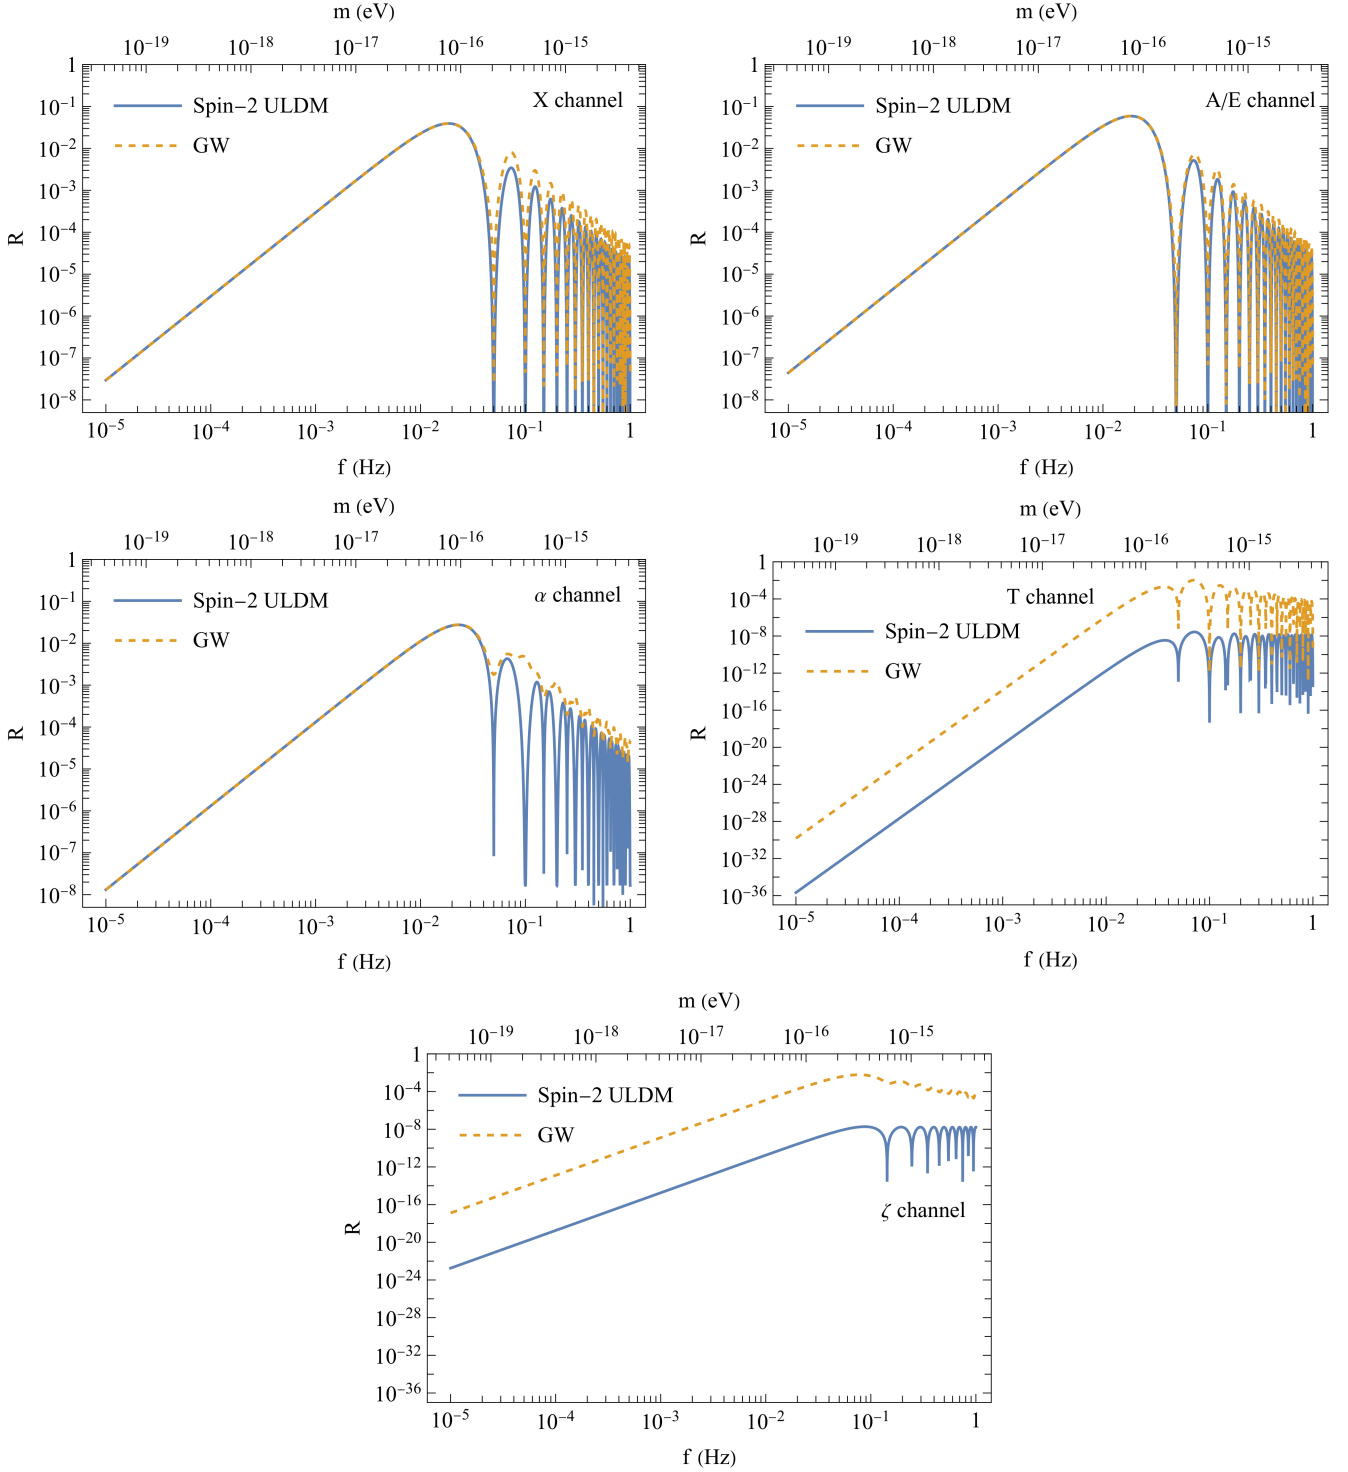 m (eV)
10−19 10−18 10−17 10−16 10−15
X channel
Spin−2 ULDM
GW
1
10−1
10−2
10−3
10−4
10−5
10−6
10−7
10−8
R
10−5 10−4 10−3 10−2 10−1 1
f (Hz)
m (eV)
10−19 10−18 10−17 10−16 10−15
A/E channel
Spin−2 ULDM
GW
1
10−1
10−2
10−3
10−4
10−5
10−6
10−7
10−8
R
10−5 10−4 10−3 10−2 10−1 1
f (Hz)
m (eV)
10−19 10−18 10−17 10−16 10−15
α channel
Spin−2 ULDM
GW
1
10−1
10−2
10−3
10−4
10−5
10−6
10−7
10−8
R
10−5 10−4 10−3 10−2 10−1 1
f (Hz)
m (eV)
10−19 10−18 10−17 10−16 10−15
T channel
Spin−2 ULDM
GW
1
10−4
10−8
10−12
10−16
10−20
10−24
10−28
10−32
10−36
R
10−5 10−4 10−3 10−2 10−1 1
f (Hz)
m (eV)
10−19 10−18 10−17 10−16 10−15
Spin−2 ULDM
GW
ζ channel
1
10−4
10−8
10−12
10−16
10−20
10−24
10−28
10−32
10−36
R
10−5 10−4 10−3 10−2 10−1 1
f (Hz)